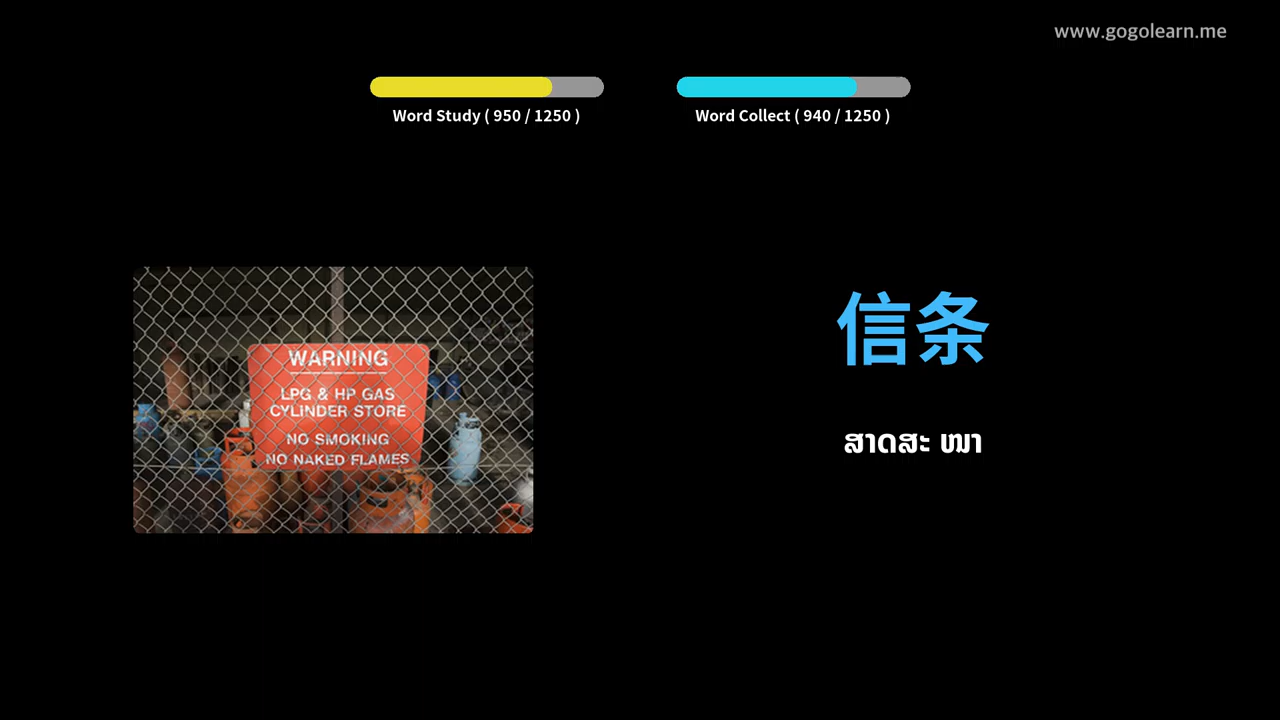 www.gogolearn.me
Word Study ( 950 / 1250 )
Word Collect ( 940 / 1250 )
WARNING
LPG & HP GAS
CYLINDER STORE
NO SMOKING
NO NAKED FLAMES
信条
ສາດສະ ໜາ